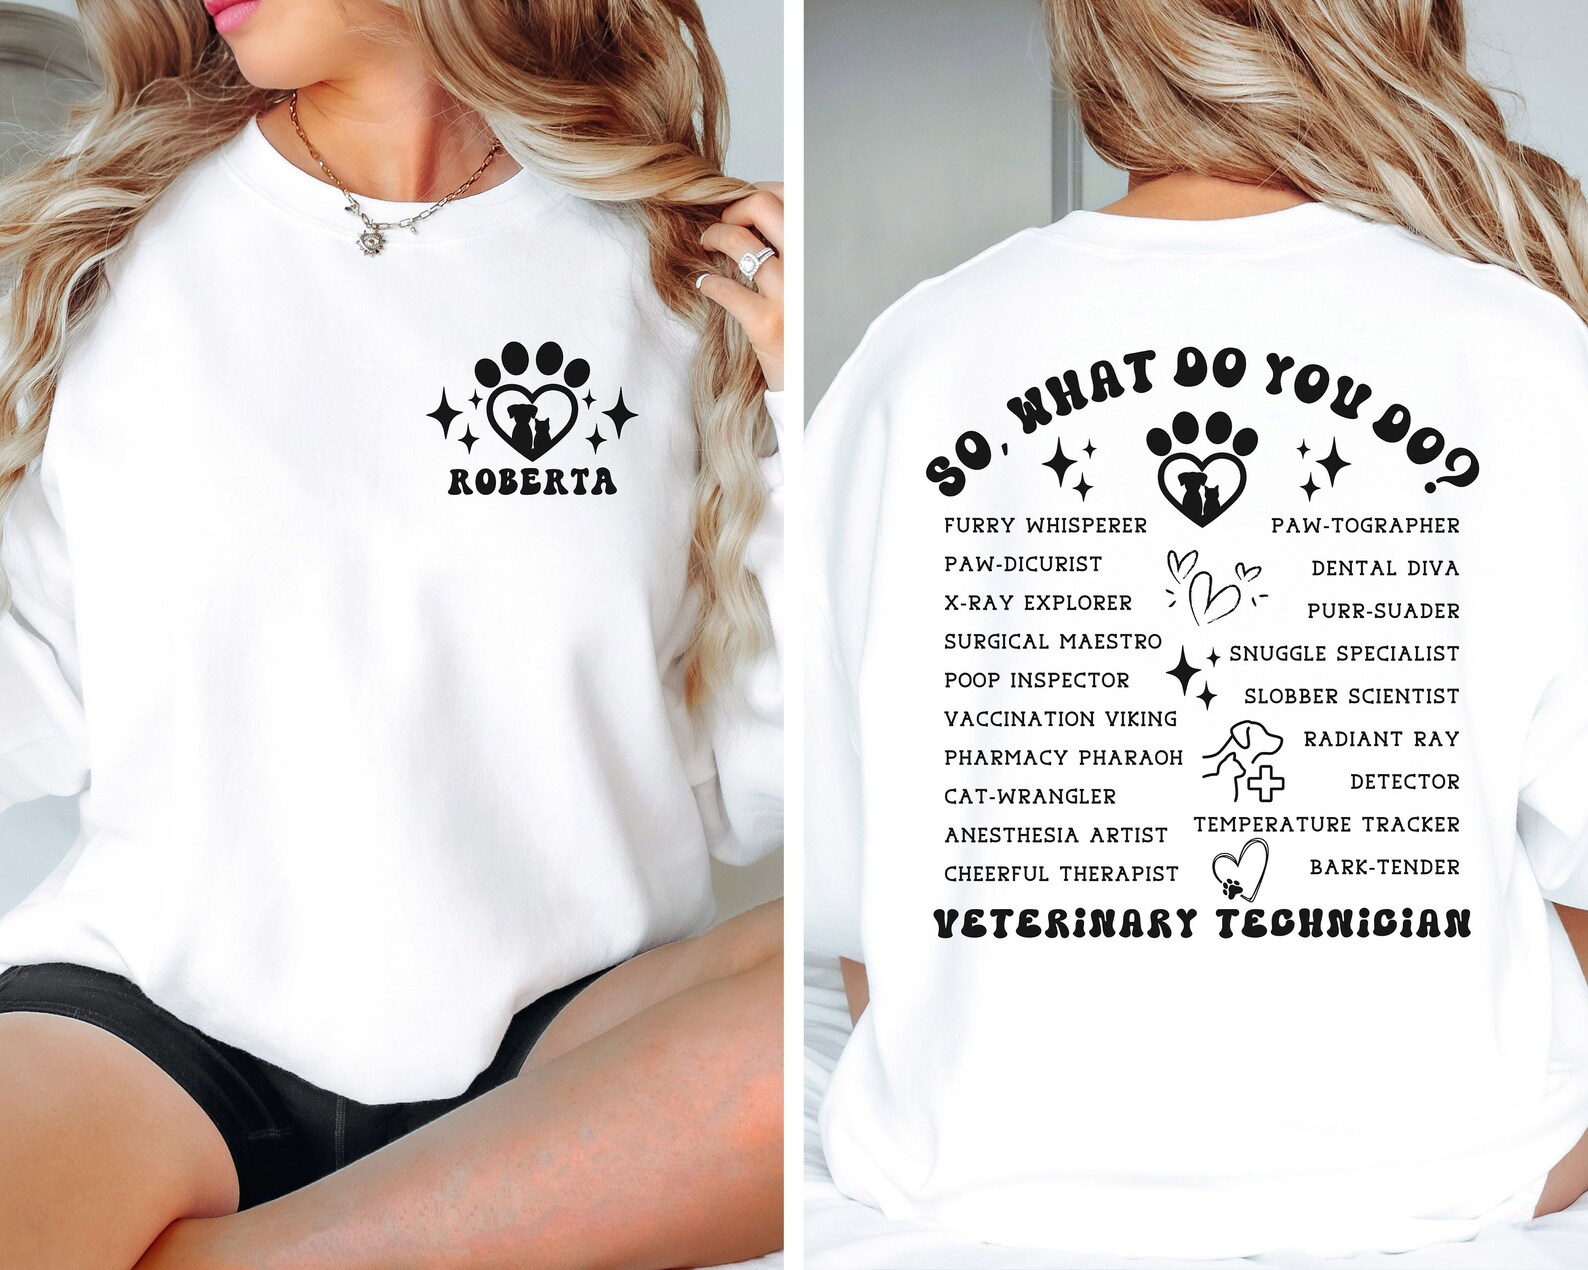 ROBERTA
SO, WHAT DO YOU DO?
FURRY WHISPERER
PAW-DICURIST
X-RAY EXPLORER
SURGICAL MAESTRO
POOP INSPECTOR
VACCINATION VIKING
PHARMACY PHARAOH
CAT-WRANGLER
ANESTHESIA ARTIST
CHEERFUL THERAPIST
PAW-TOGRAPHER
DENTAL DIVA
PURR-SUADER
SNUGGLE SPECIALIST
SLOBBER SCIENTIST
RADIANT RAY
DETECTOR
TEMPERATURE TRACKER
BARK-TENDER
VETERINARY TECHNICIAN